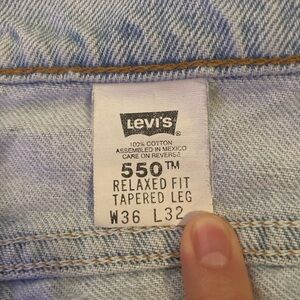 Levi's ®
100% COTTON
ASSEMBLED IN MEXICO
CARE ON REVERSE
550™
RELAXED FIT
TAPERED LEG
W36 L32